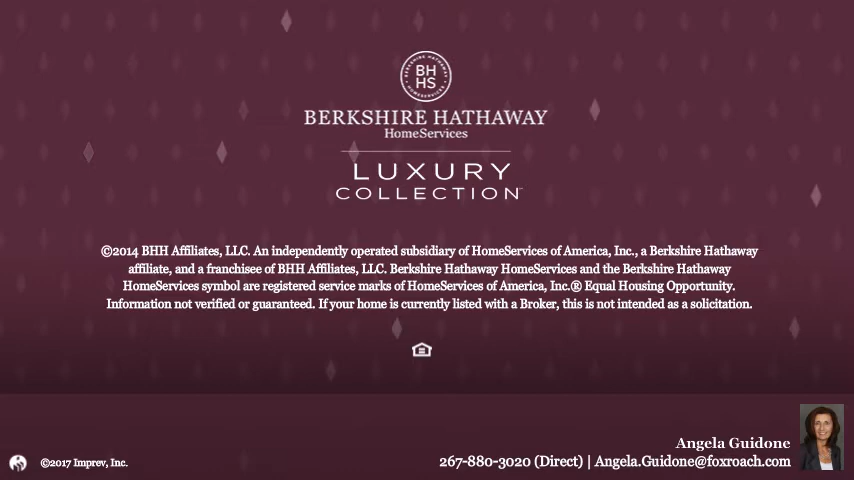 BERKSHIRE HATHAWAY
HOMESERVICES
BH
HS
BERKSHIRE HATHAWAY
HomeServices
LUXURY
COLLECTION™
©2014 BHH Affiliates, LLC. An independently operated subsidiary of HomeServices of America, Inc., a Berkshire Hathaway
affiliate, and a franchisee of BHH Affiliates, LLC. Berkshire Hathaway HomeServices and the Berkshire Hathaway
HomeServices symbol are registered service marks of HomeServices of America, Inc.® Equal Housing Opportunity.
Information not verified or guaranteed. If your home is currently listed with a Broker, this is not intended as a solicitation.
Angela Guidone
267-880-3020 (Direct) | Angela.Guidone@foxroach.com
©2017 Imprev, Inc.